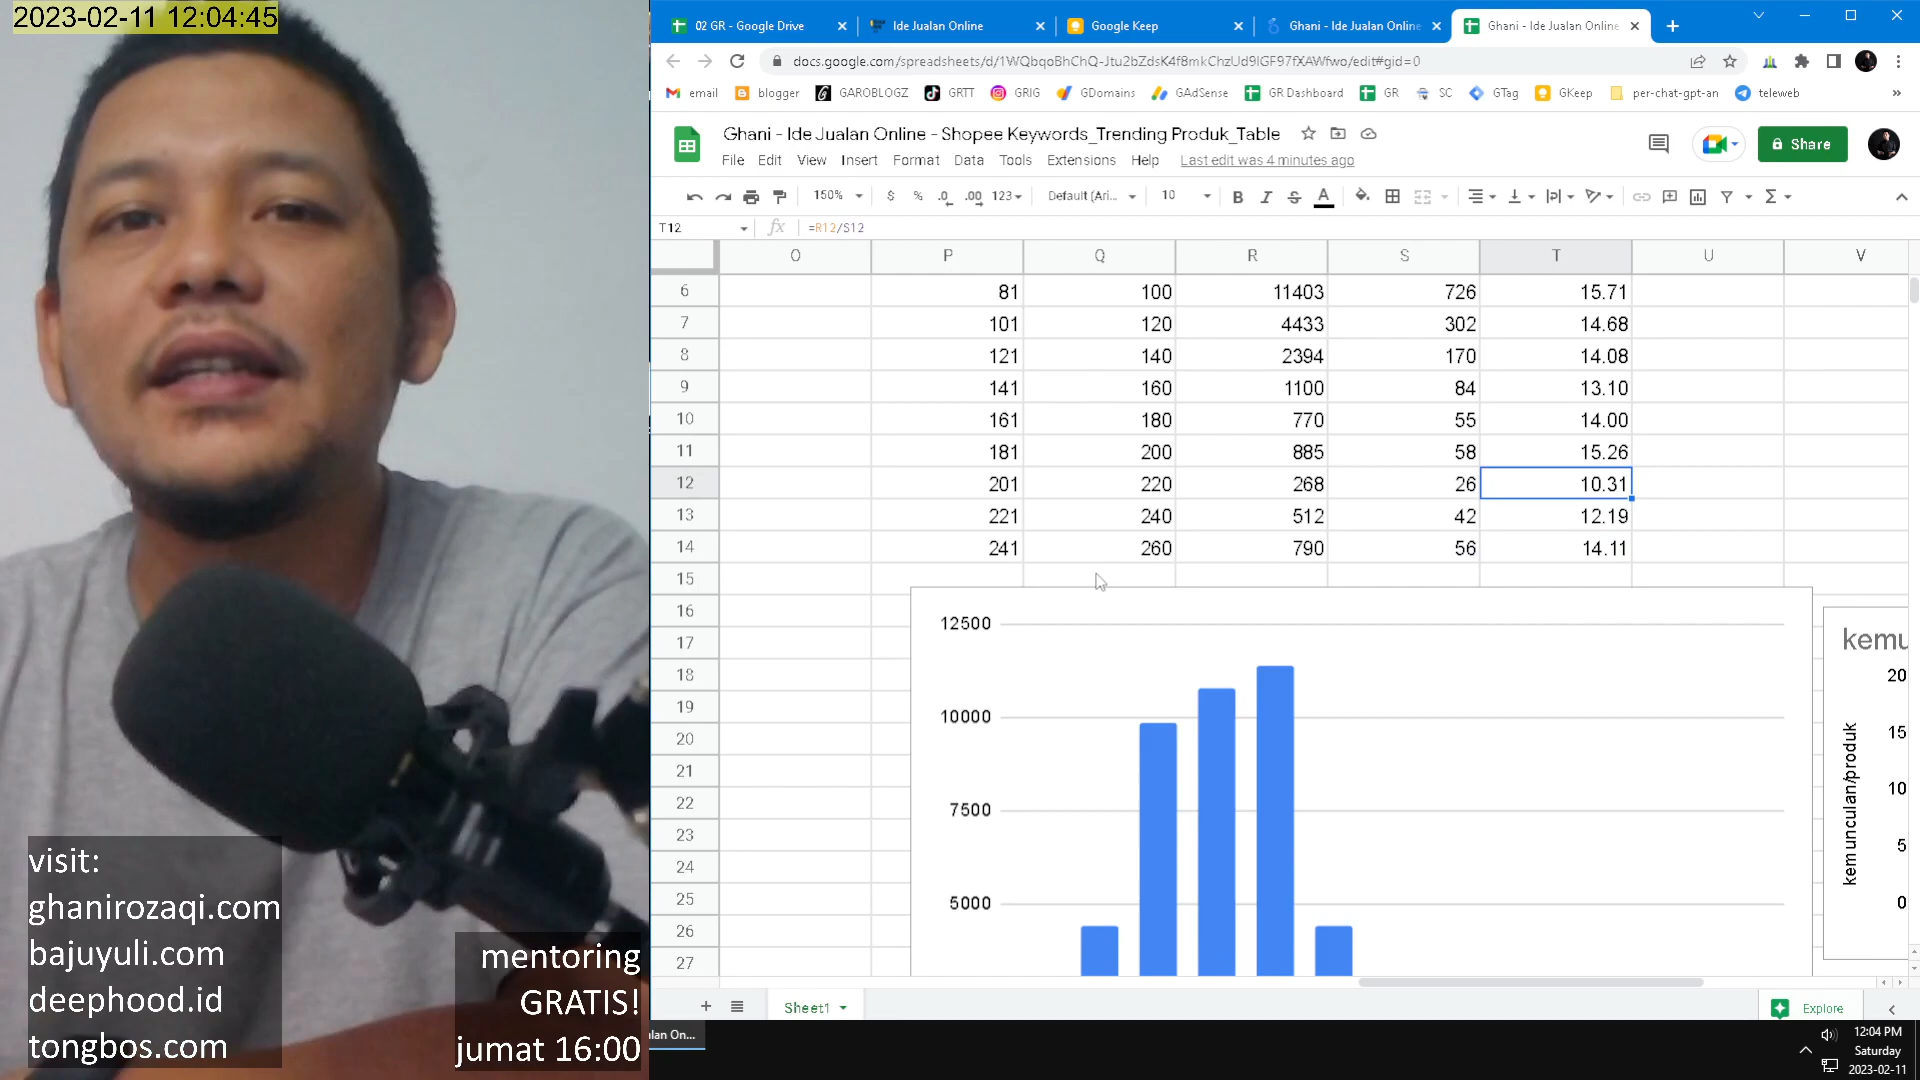 2023-02-11 12:04:45
visit:
ghanirozaqi.com
bajuyuli.com
deephood.id
tongbos.com
mentoring
GRATIS!
jumat 16:00
02 GR - Google Drive
Ide Jualan Online
Google Keep
Ghani - Ide Jualan Online
Ghani - Ide Jualan Online
docs.google.com/spreadsheets/d/1WQbqoBhChQ-Jtu2bZdsK4f8mkChzUd9IGF97fXAWfwo/edit#gid=0
email blogger GAROBLOGZ GRTT GRIG GDomains GAdSense GR Dashboard GR SC GTag GKeep per-chat-gpt-an teleweb »
Ghani - Ide Jualan Online - Shopee Keywords_Trending Produk_Table
Share
File Edit View Insert Format Data Tools Extensions Help Last edit was 4 minutes ago
150% $ % .0 .00 123 Default (Ari... 10 B I S A
T12 fx =R12/S12
O P Q R S T U V
6 81 100 11403 726 15.71
7 101 120 4433 302 14.68
8 121 140 2394 170 14.08
9 141 160 1100 84 13.10
10 161 180 770 55 14.00
11 181 200 885 58 15.26
12 201 220 268 26 10.31
13 221 240 512 42 12.19
14 241 260 790 56 14.11
15
16
17
18
19
20
21
22
23
24
25
26
27
12500
10000
7500
5000
kemu
20
15
10
5
0
kemunculan/produk
Sheet1
Explore
lan On...
12:04 PM
Saturday
2023-02-11